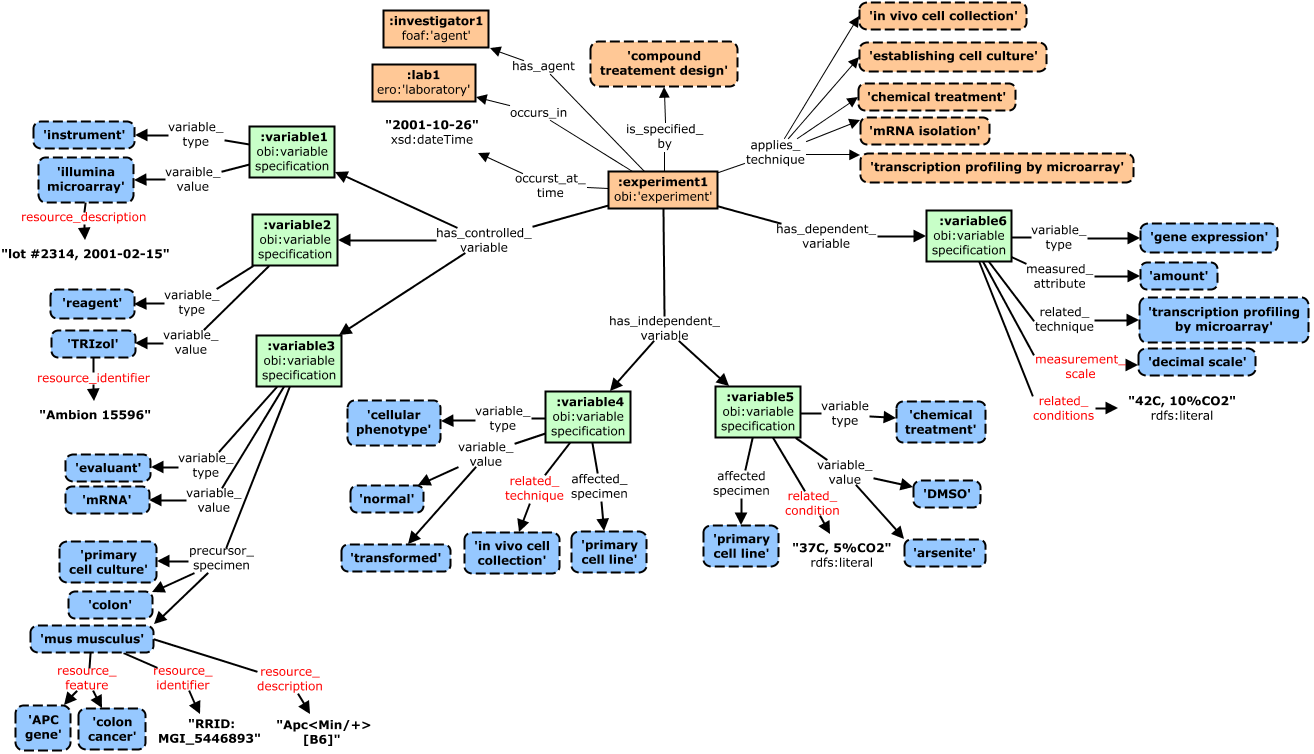 :investigator1
foaf:'agent'
has_agent
:lab1
ero:'laboratory'
occurs_in
"2001-10-26"
xsd:dateTime
occurst_at_
time
'compound
treatement design'
is_specified_
by
'in vivo cell collection'
'establishing cell culture'
'chemical treatment'
'mRNA isolation'
'transcription profiling by microarray'
applies_
technique
:experiment1
obi:'experiment'
has_controlled_
variable
has_independent_
variable
has_dependent_
variable
:variable1
obi:variable
specification
variable_
type
'instrument'
varaible_
value
'illumina
microarray'
resource_description
"lot #2314, 2001-02-15"
:variable2
obi:variable
specification
variable_
type
'reagent'
variable_
value
'TRIzol'
resource_identifier
"Ambion 15596"
:variable3
obi:variable
specification
variable_
type
'evaluant'
variable_
value
'mRNA'
precursor_
specimen
'primary
cell culture'
'colon'
'mus musculus'
resource_
feature
resource_
identifier
resource_
description
'APC
gene'
'colon
cancer'
"RRID:
MGI_5446893"
"Apc<Min/+>
[B6]"
:variable4
obi:variable
specification
variable_
type
'cellular
phenotype'
variable_
value
'normal'
'transformed'
related_
technique
'in vivo cell
collection'
affected_
specimen
'primary
cell line'
:variable5
obi:variable
specification
variable
type
'chemical
treatment'
affected
specimen
'primary
cell line'
related_
condition
"37C, 5%CO2"
rdfs:literal
variable_
value
'DMSO'
'arsenite'
:variable6
obi:variable
specification
variable_
type
'gene expression'
measured_
attribute
'amount'
related_
technique
'transcription profiling
by microarray'
measurement_
scale
'decimal scale'
related_
conditions
"42C, 10%CO2"
rdfs:literal